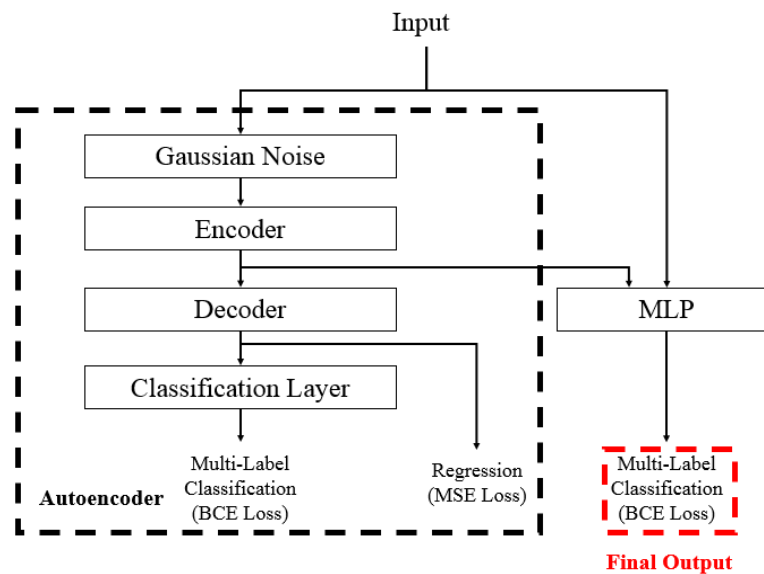 Input
Gaussian Noise
Encoder
Decoder
MLP
Classification Layer
Multi-Label
Classification
(BCE Loss)
Regression
(MSE Loss)
Multi-Label
Classification
(BCE Loss)
Autoencoder
Final Output